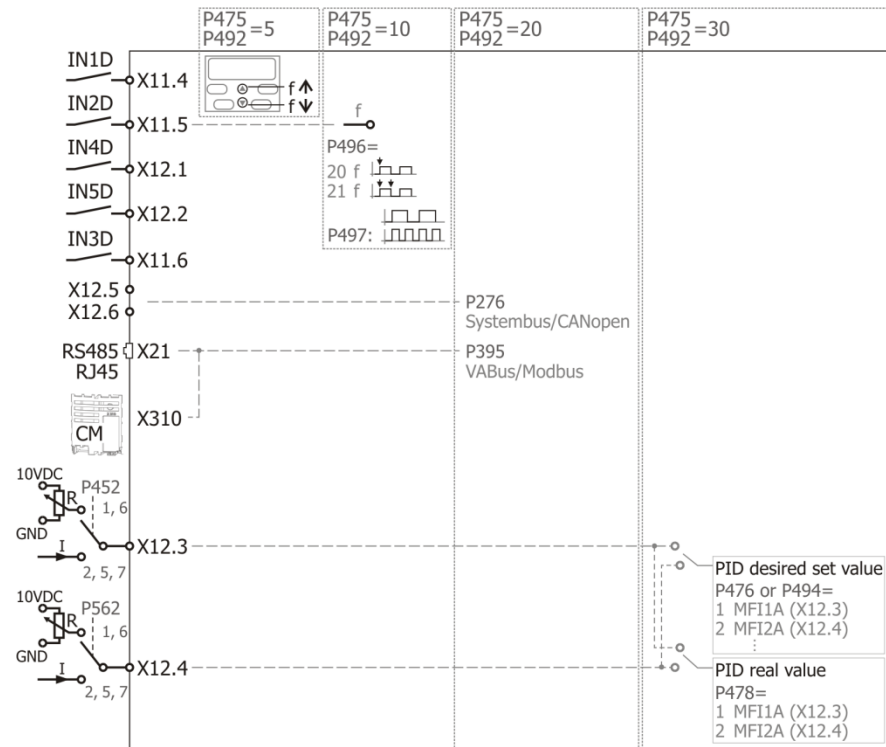 P475
P492 =5
P475
P492 =10
P475
P492 =20
P475
P492 =30
IN1D
X11.4
f
f
IN2D
X11.5
f
P496=
IN4D
X12.1
20 f
21 f
IN5D
X12.2
P497:
IN3D
X11.6
X12.5
X12.6
P276
Systembus/CANopen
RS485
X21
P395
RJ45
VABus/Modbus
CM
X310
10VDC
P452
R
1, 6
GND
I
X12.3
2, 5, 7
PID desired set value
P476 or P494=
1 MFI1A (X12.3)
2 MFI2A (X12.4)
⋮
10VDC
P562
R
1, 6
GND
I
X12.4
2, 5, 7
PID real value
P478=
1 MFI1A (X12.3)
2 MFI2A (X12.4)